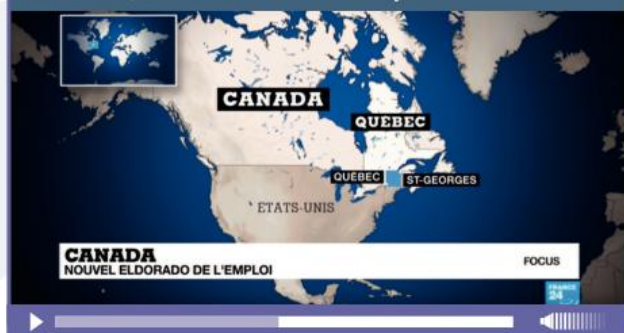 CANADA
QUÉBEC
QUÉBEC
ST-GEORGES
ETATS-UNIS
CANADA
NOUVEL ELDORADO DE L'EMPLOI
FOCUS
FRANCE
24